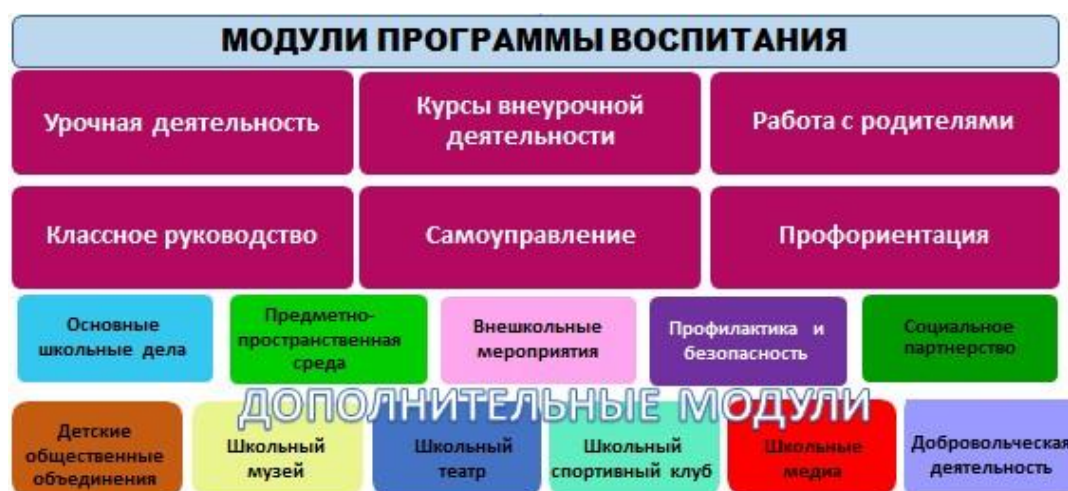 МОДУЛИ ПРОГРАММЫ ВОСПИТАНИЯ
Урочная деятельность
Курсы внеурочной
деятельности
Работа с родителями
Классное руководство
Самоуправление
Профориентация
Основные
школьные дела
Предметно-
пространственная
среда
Внешкольные
мероприятия
Профилактика и
безопасность
Социальное
партнерство
ДОПОЛНИТЕЛЬНЫЕ МОДУЛИ
Детские
общественные
объединения
Школьный
музей
Школьный
театр
Школьный
спортивный клуб
Школьные
медиа
Добровольческая
деятельность